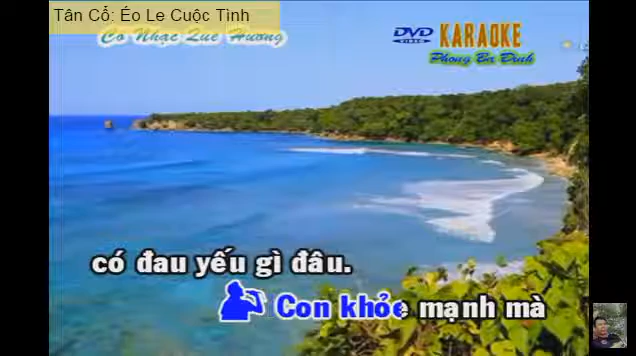 Tân Cổ: Éo Le Cuộc Tình
Cổ Nhạc Quê Hương
DVD
VIDEO
KARAOKE
Phong Ba Đình
có đau yếu gì đâu.
Con khỏe mạnh mà